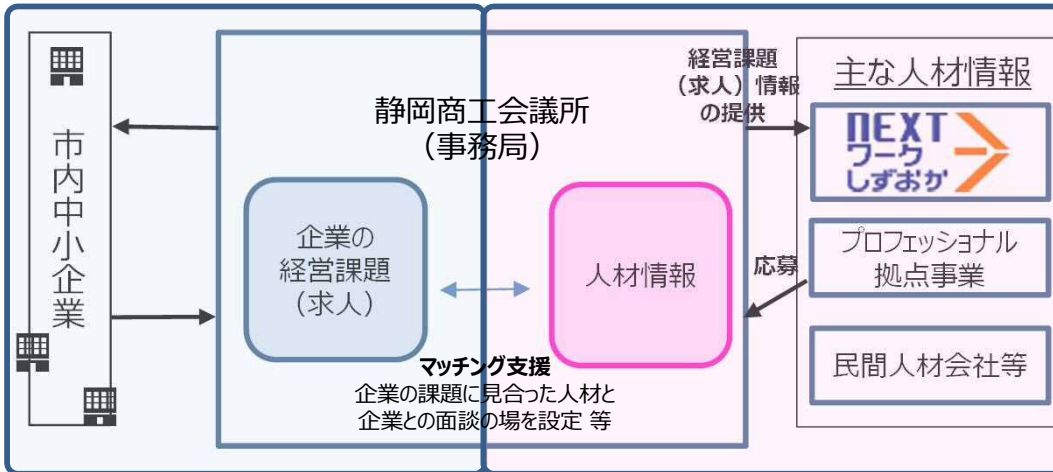 市内中小企業
静岡商工会議所
(事務局)
企業の
経営課題
(求人)
人材情報
マッチング支援
企業の課題に見合った人材と
企業との面談の場を設定 等
経営課題
(求人)情報
の提供
応募
主な人材情報
NEXT
ワーク
しずおか
プロフェッショナル
拠点事業
民間人材会社等